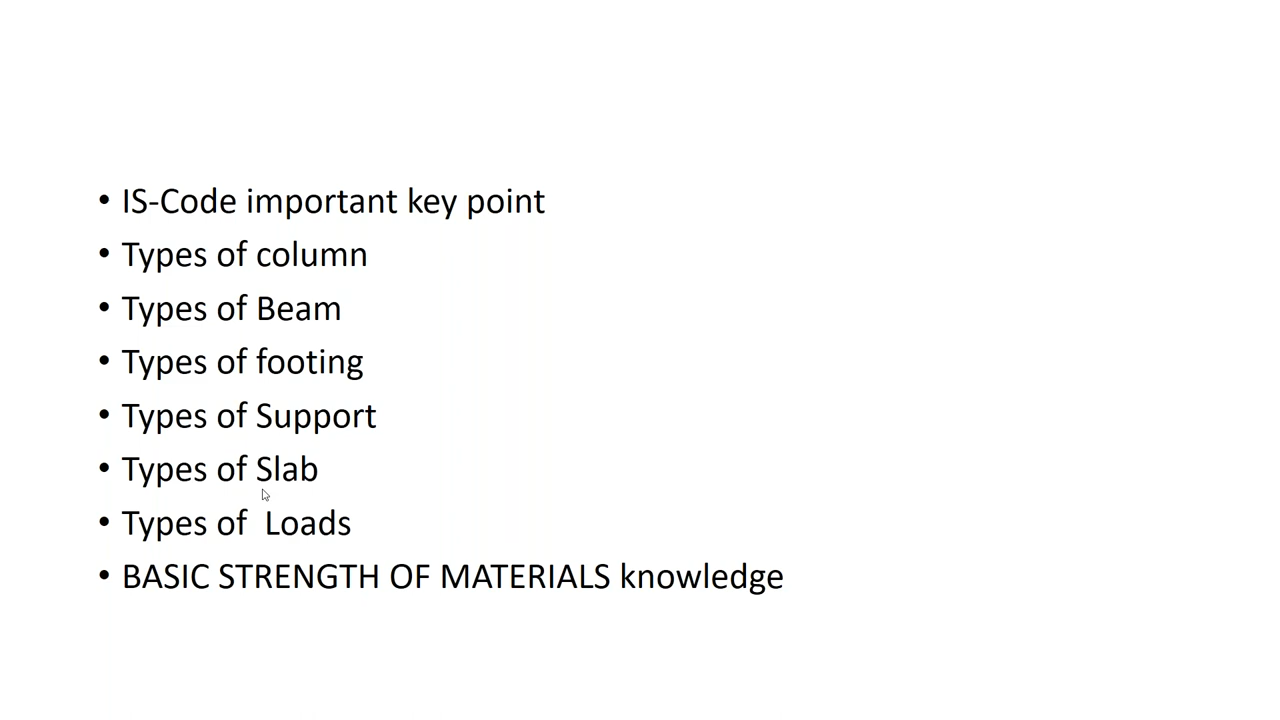 • IS-Code important key point
• Types of column
• Types of Beam
• Types of footing
• Types of Support
• Types of Slab
• Types of  Loads
• BASIC STRENGTH OF MATERIALS knowledge